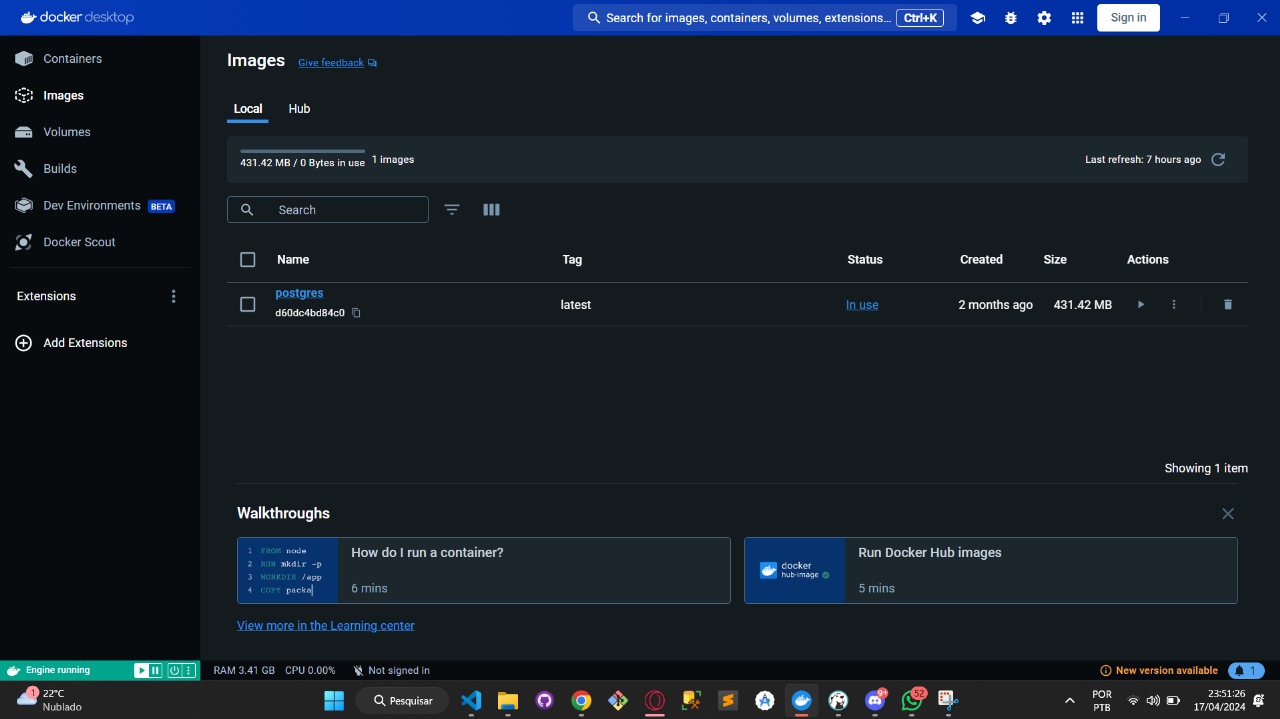 docker desktop
Search for images, containers, volumes, extensions... Ctrl+K
Sign in
Containers
Images
Volumes
Builds
Dev Environments BETA
Docker Scout
Extensions
Add Extensions
Images Give feedback
Local Hub
431.42 MB / 0 Bytes in use 1 images
Last refresh: 7 hours ago
Search
Name Tag Status Created Size Actions
postgres
d60dc4bd84c0
latest In use 2 months ago 431.42 MB
Showing 1 item
Walkthroughs
1 FROM node
2 RUN mkdir -p
3 WORKDIR /app
4 COPY packa
How do I run a container?
6 mins
docker
hub-image
Run Docker Hub images
5 mins
View more in the Learning center
Engine running
RAM 3.41 GB CPU 0.00% Not signed in
New version available 1
1
22°C
Nublado
Pesquisar
9+
52
POR
PTB
23:51:26
17/04/2024